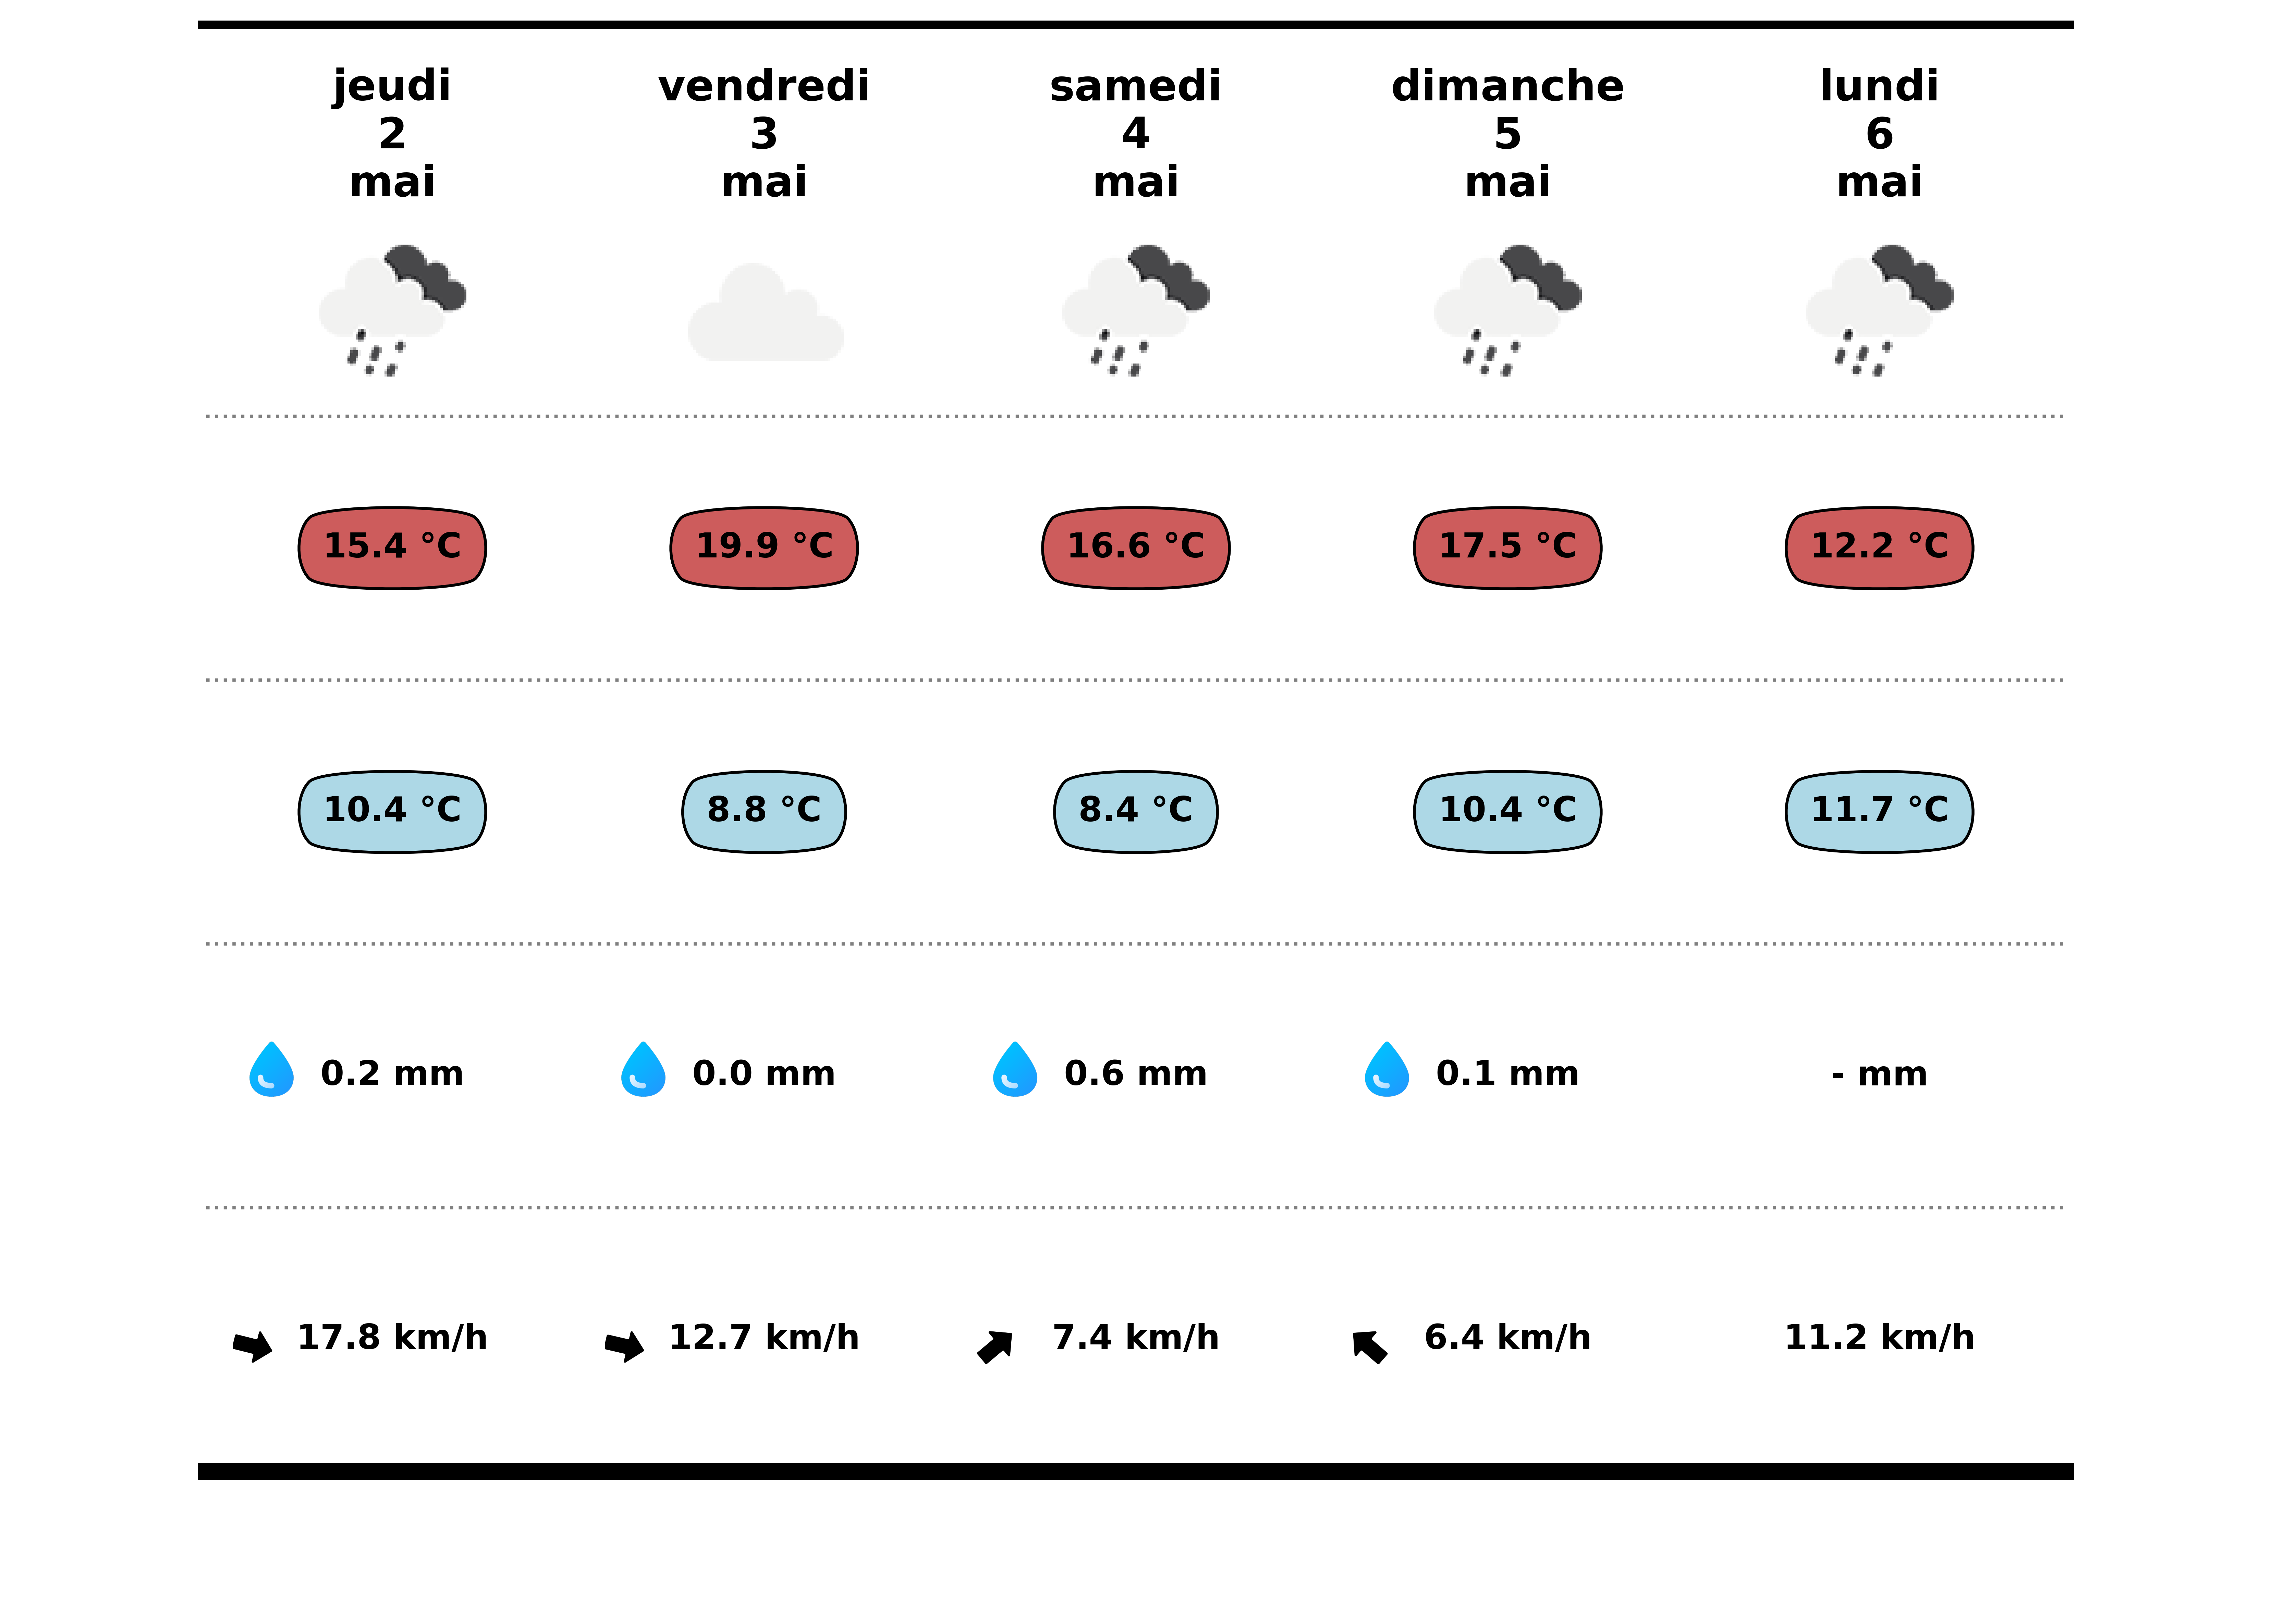 jeudi
2
mai
vendredi
3
mai
samedi
4
mai
dimanche
5
mai
lundi
6
mai
15.4 °C
19.9 °C
16.6 °C
17.5 °C
12.2 °C
10.4 °C
8.8 °C
8.4 °C
10.4 °C
11.7 °C
0.2 mm
0.0 mm
0.6 mm
0.1 mm
- mm
17.8 km/h
12.7 km/h
7.4 km/h
6.4 km/h
11.2 km/h